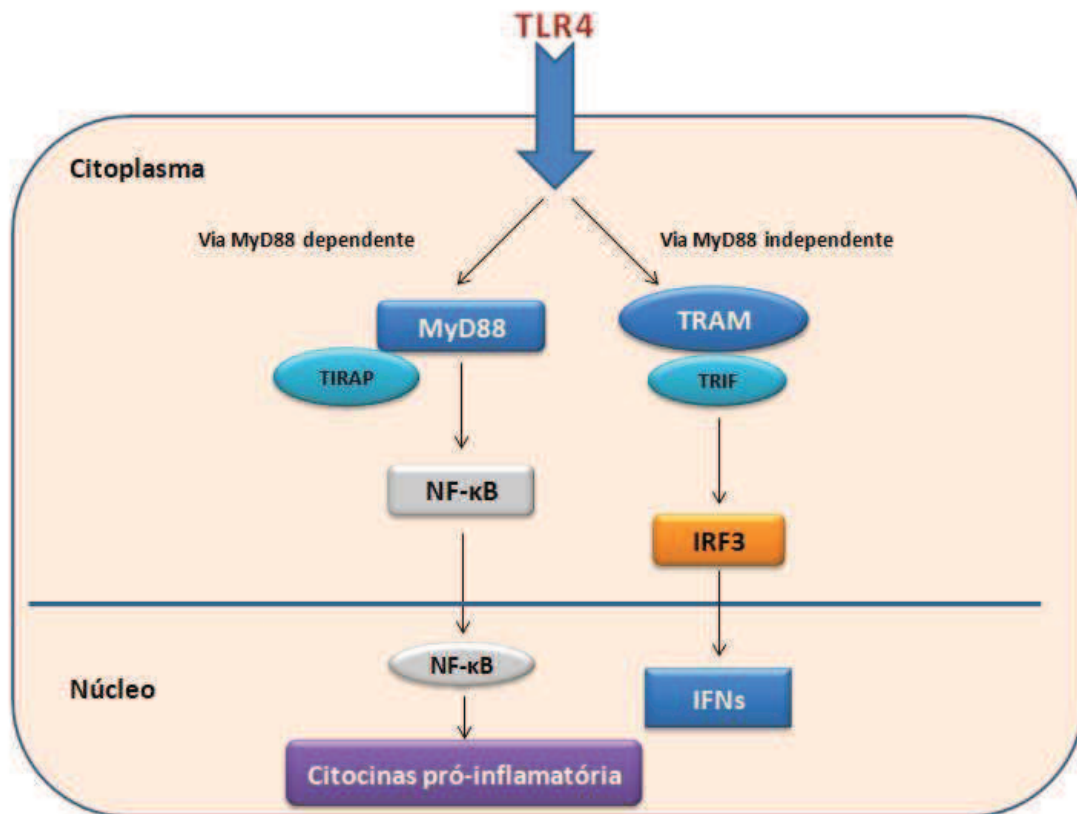 TLR4
Citoplasma
Via MyD88 dependente
Via MyD88 independente
MyD88
TRAM
TIRAP
TRIF
NF-κB
IRF3
NF-κB
Núcleo
IFNs
Citocinas pró-inflamatória